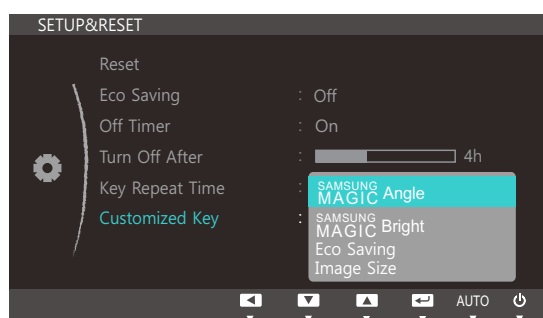 SETUP&RESET
Reset
Eco Saving : Off
Off Timer : On
Turn Off After : 4h
Key Repeat Time :
Customized Key :
SAMSUNG
MAGIC Angle
SAMSUNG
MAGIC Bright
Eco Saving
Image Size
AUTO